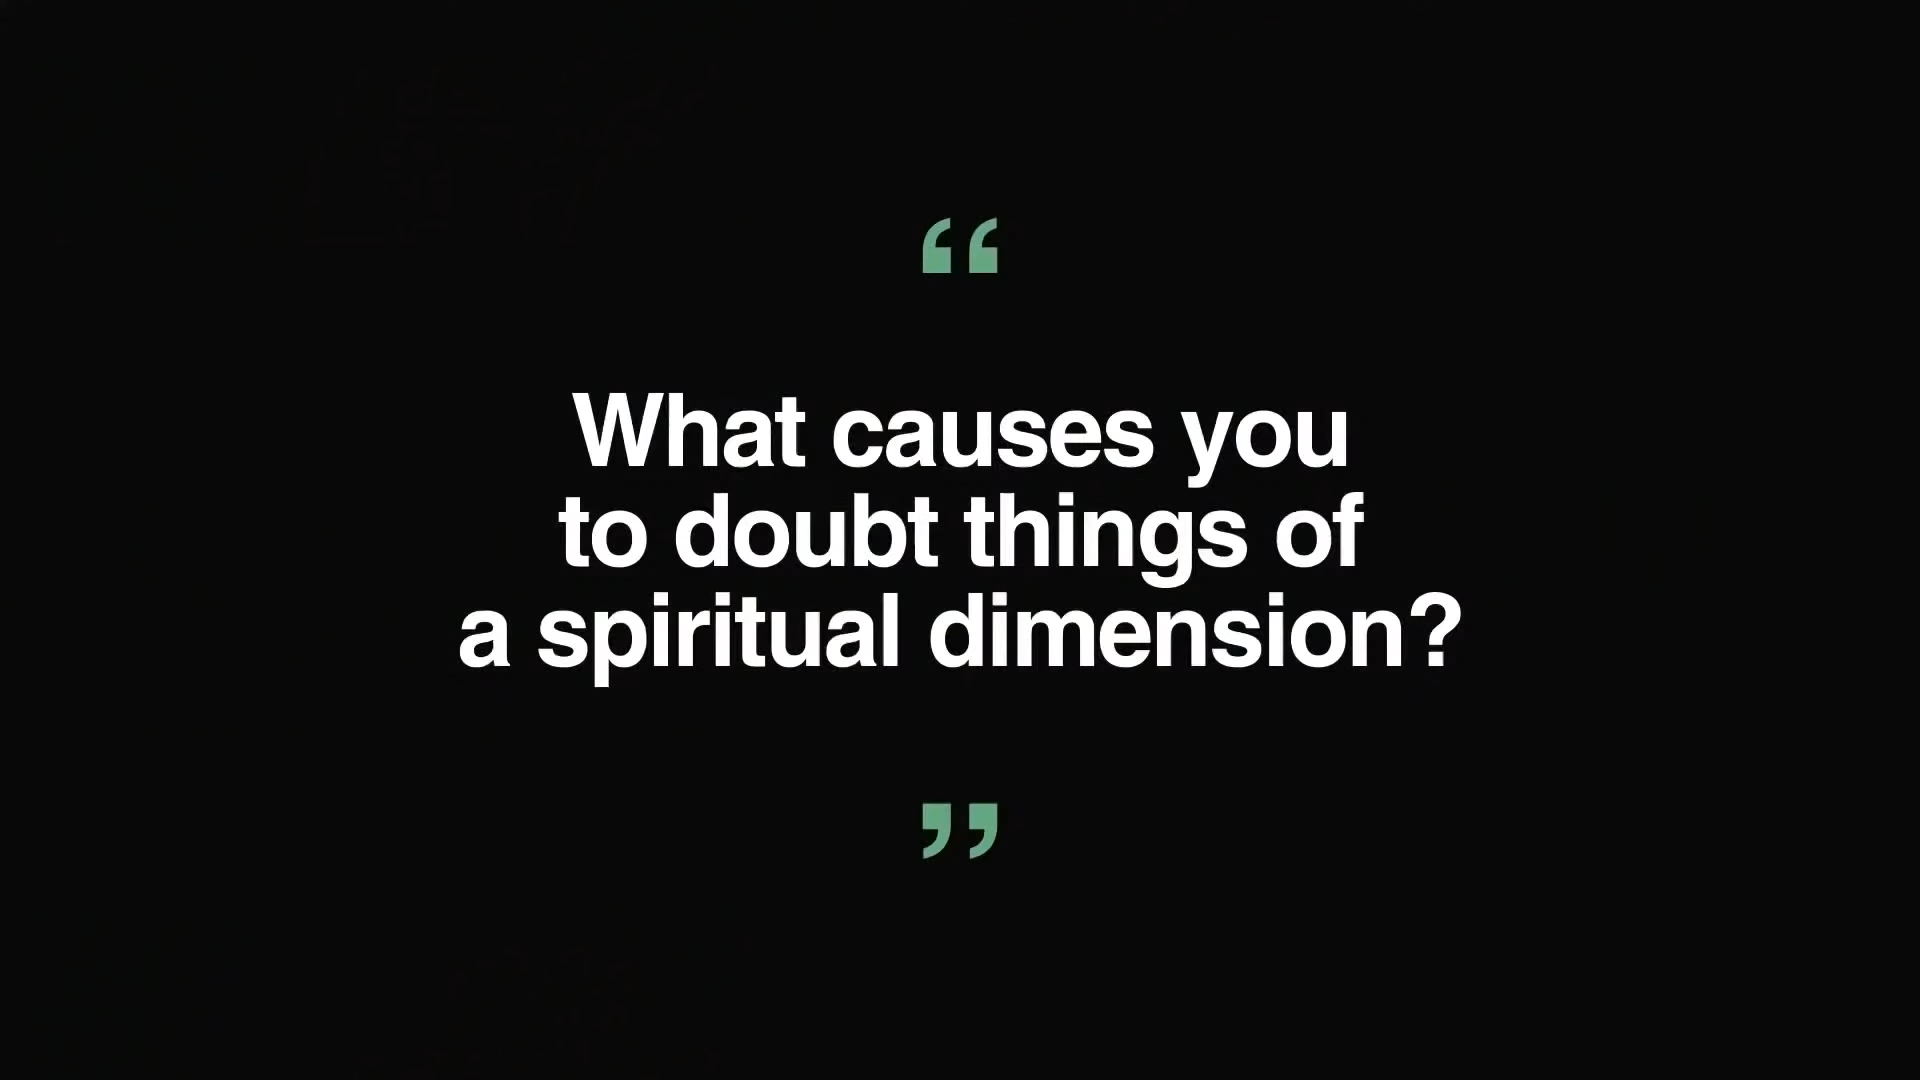 “
What causes you
to doubt things of
a spiritual dimension?
”